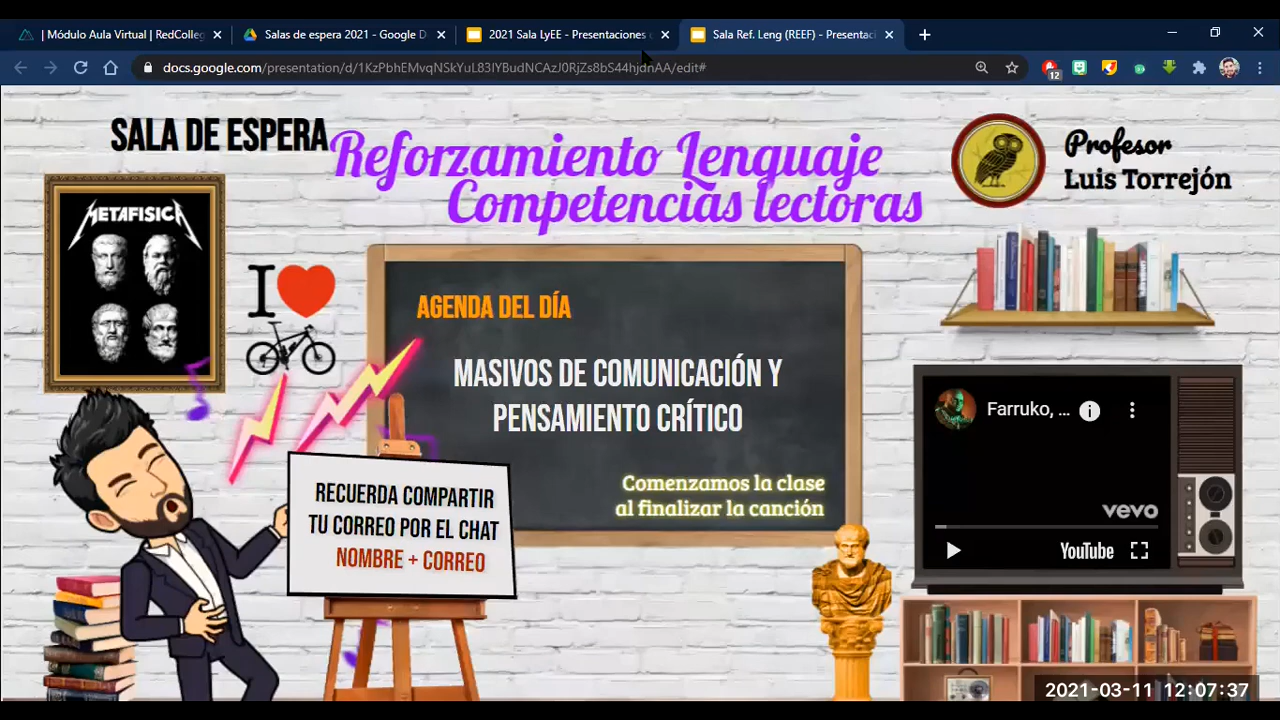 | Módulo Aula Virtual | RedColleg
Salas de espera 2021 - Google D
2021 Sala LyEE - Presentaciones
Sala Ref. Leng (REEF) - Presentaci
docs.google.com/presentation/d/1KzPbhEMvqNSkYuL83lYBudNCAzJ0RjZs8bS44hjdnAA/edit#
12
SALA DE ESPERA
Reforzamiento Lenguaje
Competencias lectoras
Profesor
Luis Torrejón
METAFISICA
I
AGENDA DEL DÍA
MASIVOS DE COMUNICACIÓN Y
PENSAMIENTO CRÍTICO
Comenzamos la clase
al finalizar la canción
Farruko, ...
vevo
YouTube
RECUERDA COMPARTIR
TU CORREO POR EL CHAT
NOMBRE + CORREO
2021-03-11 12:07:37